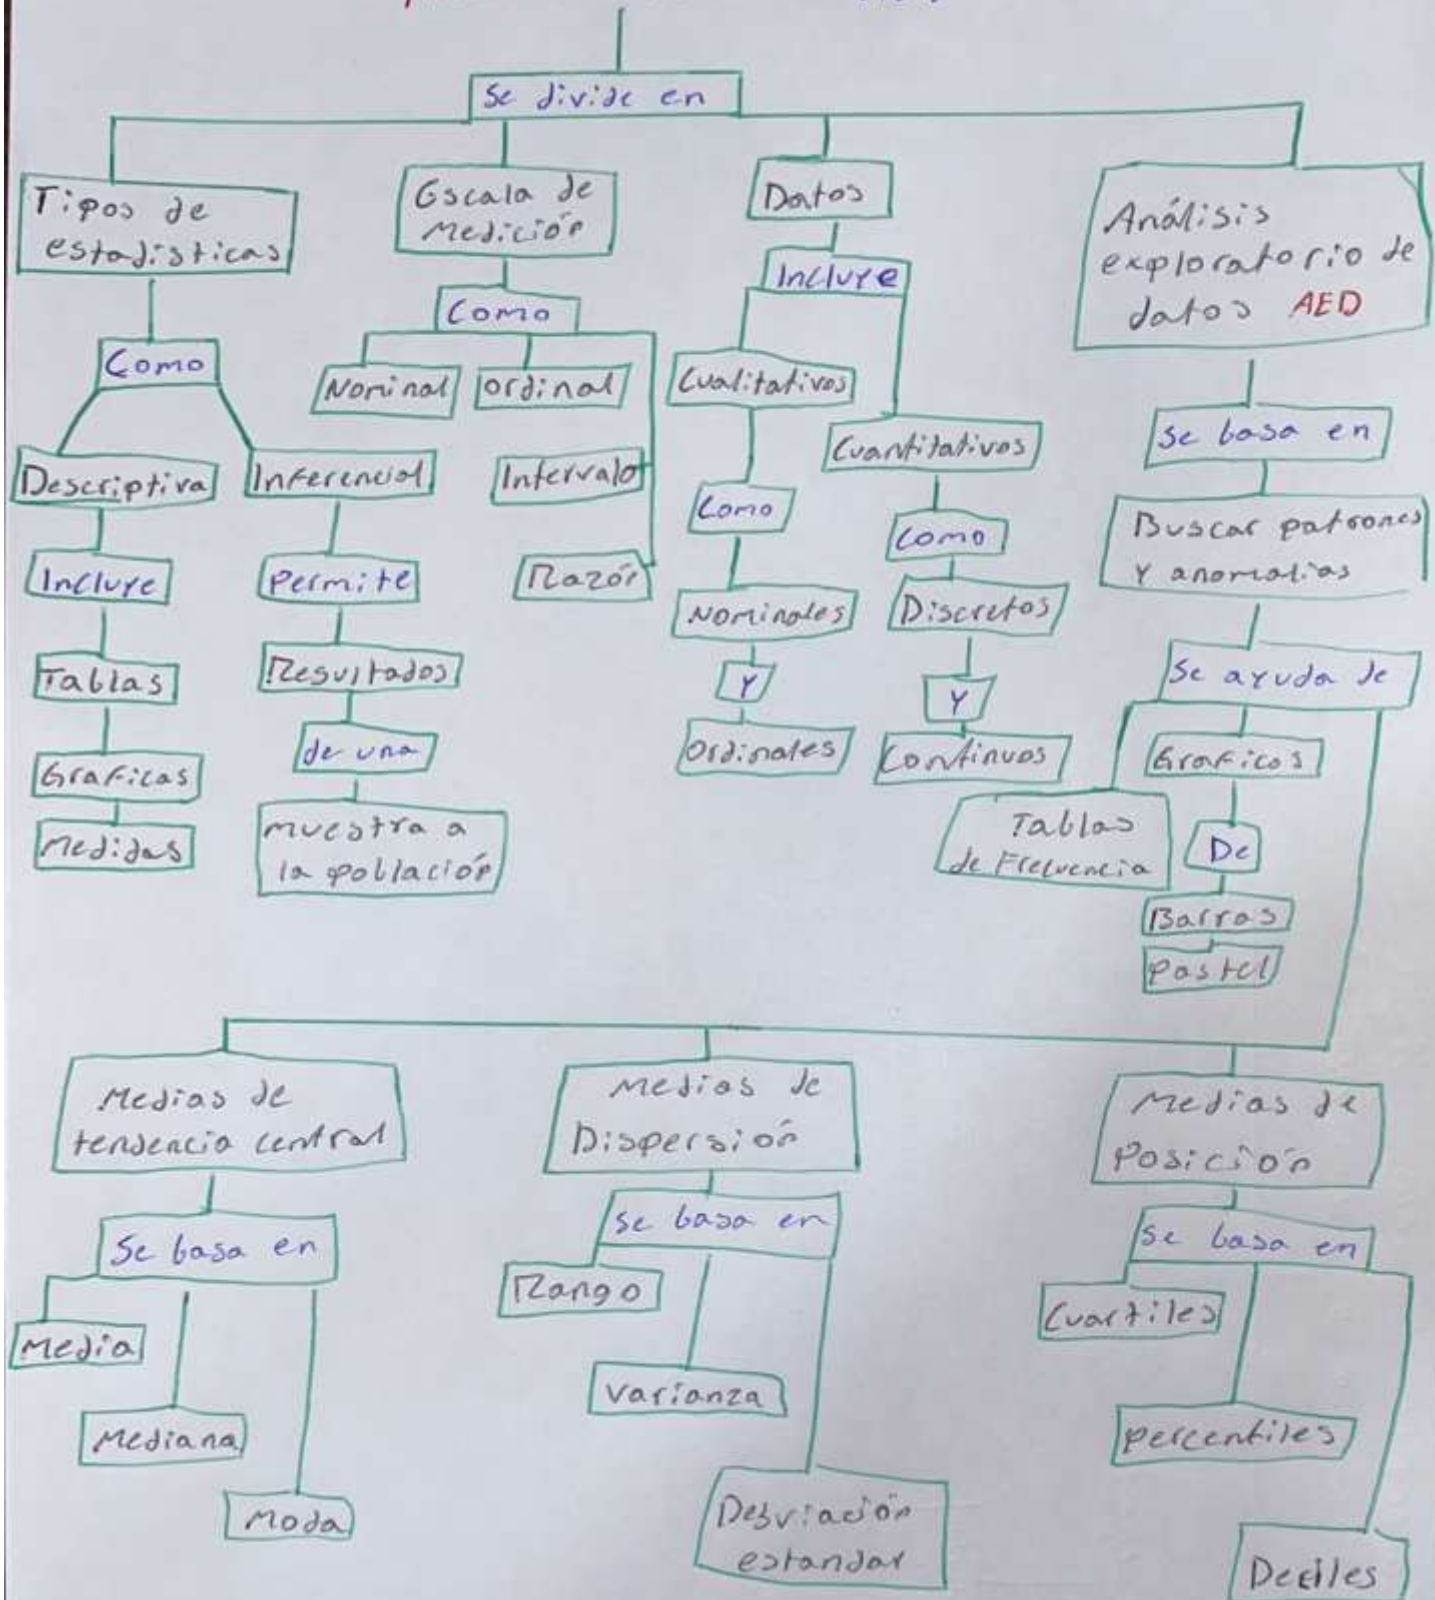 Se divide en
Tipos de
estadisticas
Como
Descriptiva
Incluye
Tablas
Graficas
Medidas
Inferencial
Permite
Resultados
de una
muestra a
la población
Escala de
Medición
Como
Nominal
ordinal
Intervalo
Razón
Datos
Incluye
Cualitativos
Como
Nominales
Y
Ordinales
Cuantitativos
Como
Discretos
Y
Continuos
Análisis
exploratorio de
datos AED
Se basa en
Buscar patrones
Y anomalias
Se ayuda de
Tablas
de Frecuencia
Graficos
De
Barras
Pastel
Medias de
tendencia central
Se basa en
Media
Mediana
Moda
Medias de
Dispersión
Se basa en
Rango
Varianza
Desviación
estandar
Medias de
Posición
Se basa en
Cuartiles
percentiles
Deciles